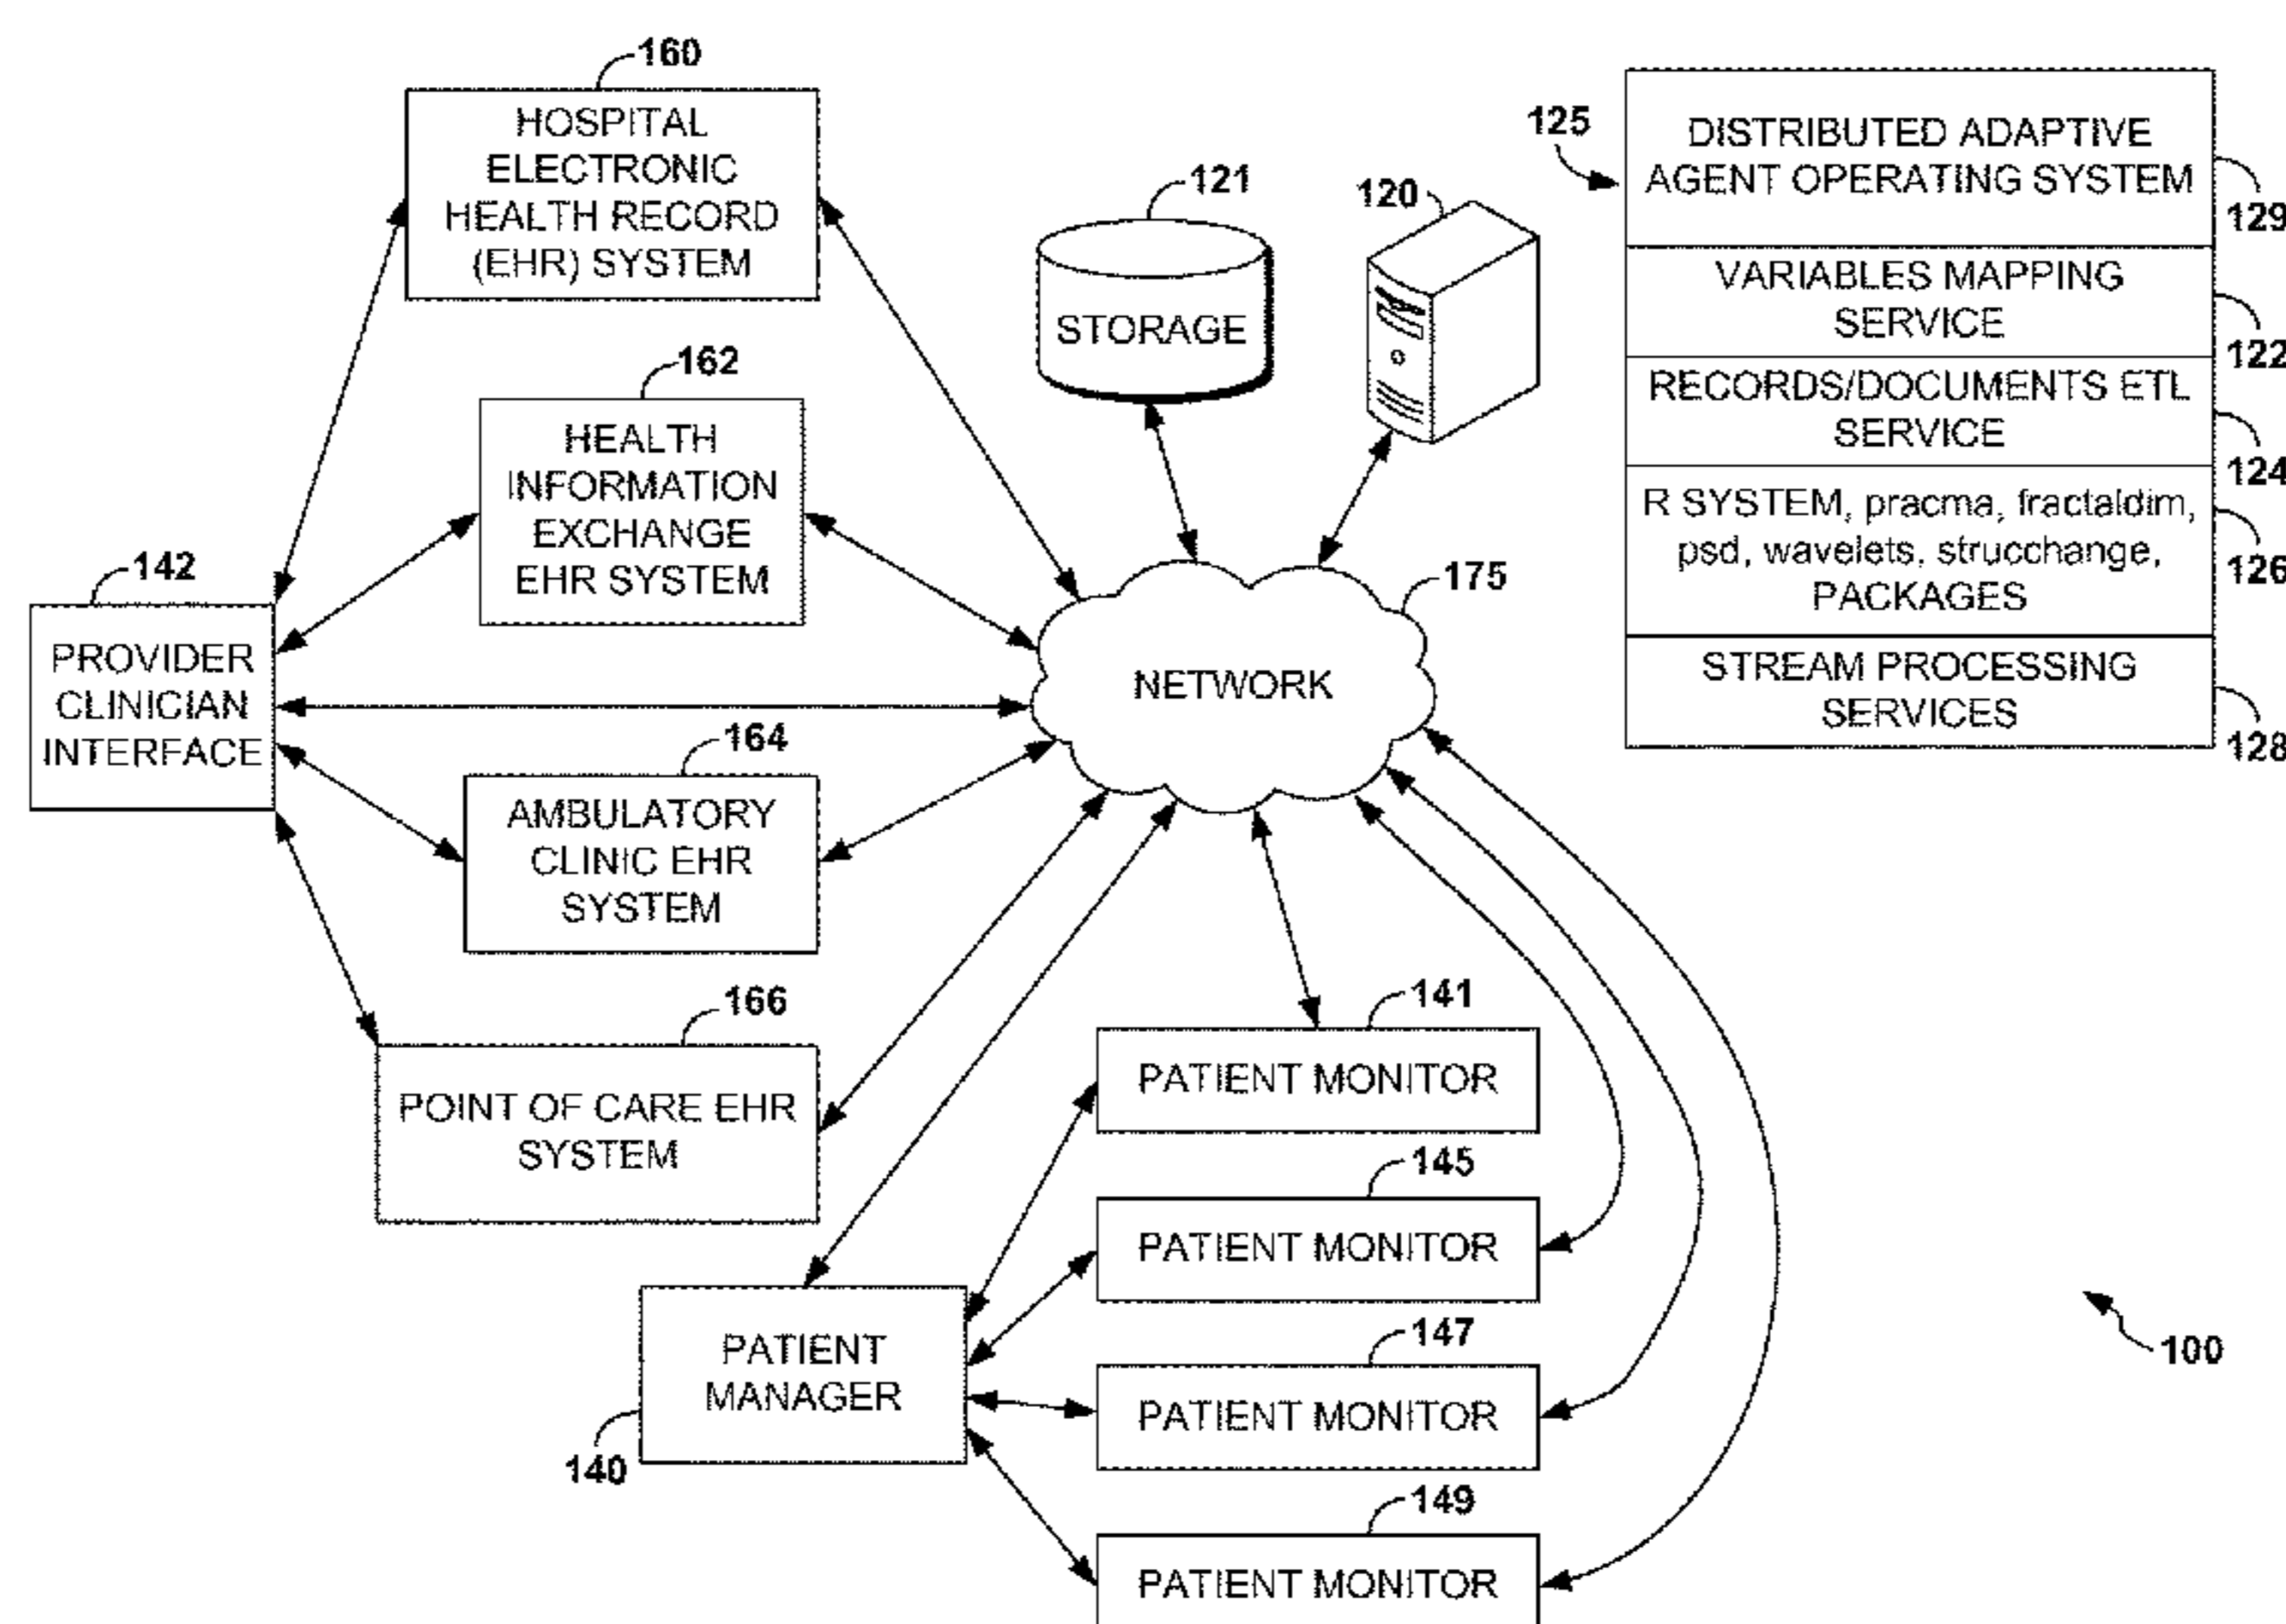 160
HOSPITAL
ELECTRONIC
HEALTH RECORD
(EHR) SYSTEM
162
HEALTH
INFORMATION
EXCHANGE
EHR SYSTEM
142
PROVIDER
CLINICIAN
INTERFACE
164
AMBULATORY
CLINIC EHR
SYSTEM
166
POINT OF CARE EHR
SYSTEM
121
STORAGE
120
175
NETWORK
125
DISTRIBUTED ADAPTIVE
AGENT OPERATING SYSTEM
129
VARIABLES MAPPING
SERVICE
122
RECORDS/DOCUMENTS ETL
SERVICE
124
R SYSTEM, pracma, fractaldim,
psd, wavelets, strucchange,
PACKAGES
126
STREAM PROCESSING
SERVICES
128
141
PATIENT MONITOR
145
PATIENT MONITOR
147
PATIENT MONITOR
149
PATIENT MONITOR
PATIENT
MANAGER
140
100